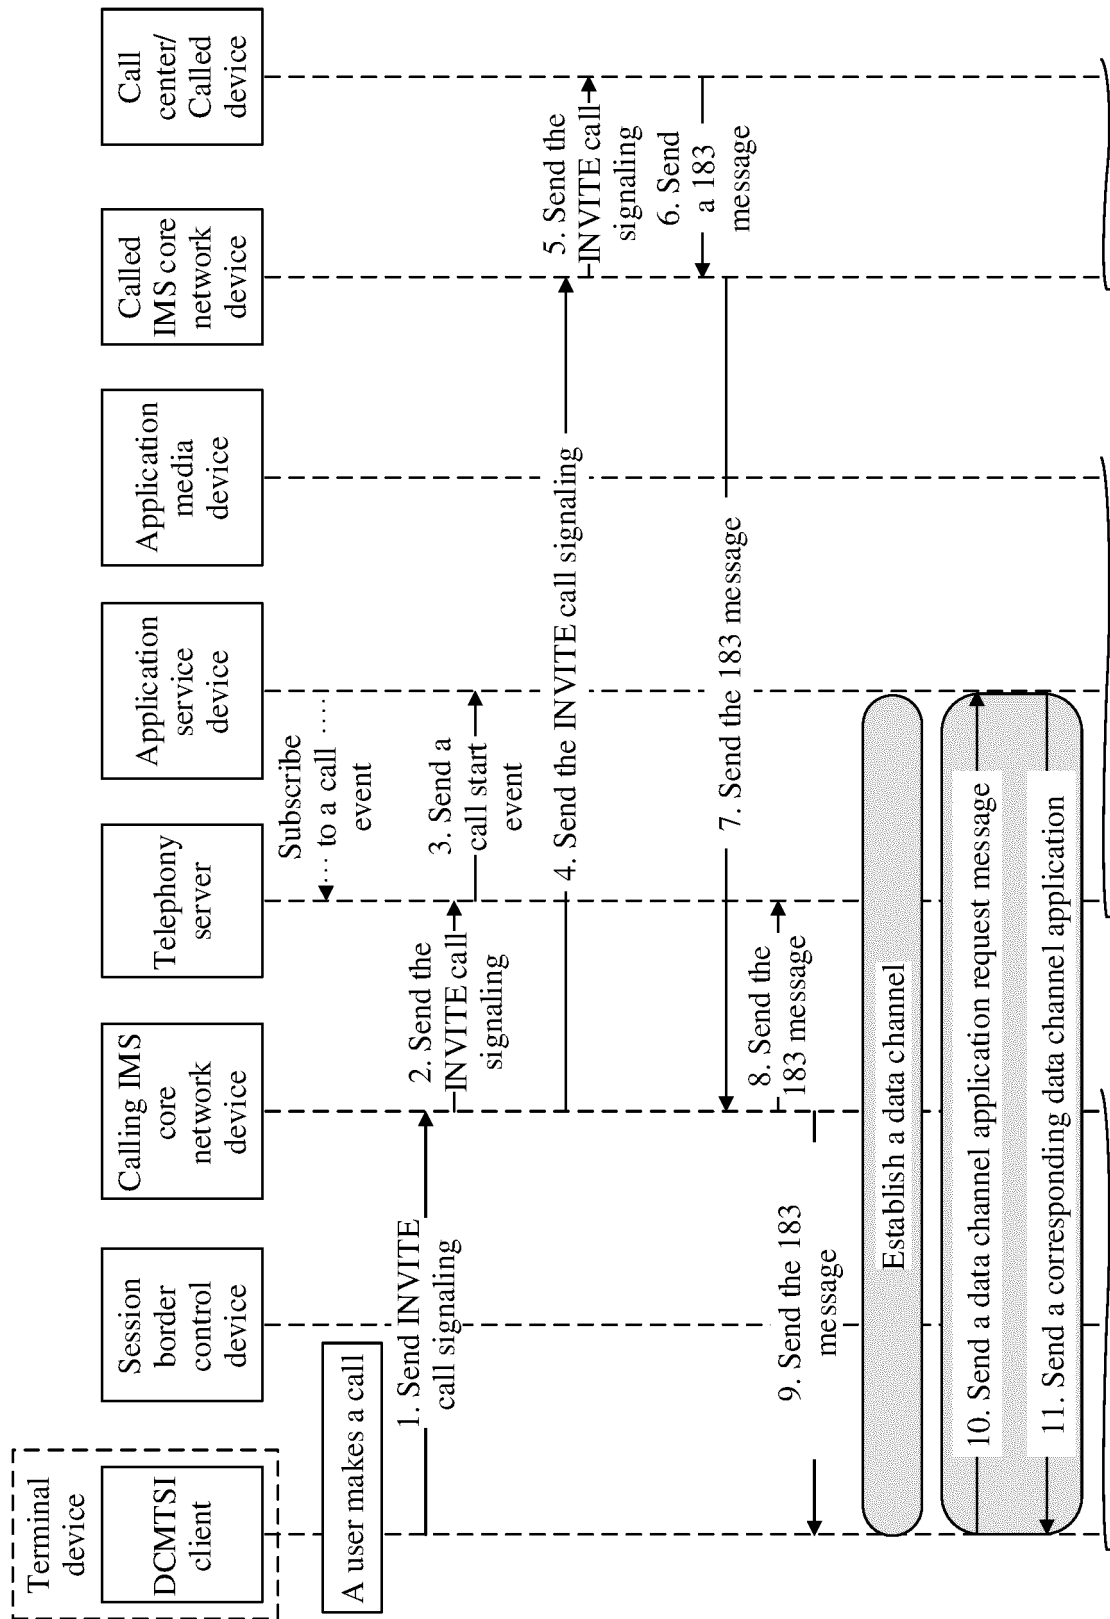 Terminal
device
DCMTSI
client
Session
border
control
device
Calling IMS
core
network
device
Telephony
server
Application
service
device
Application
media
device
Called
IMS core
network
device
Call
center/
Called
device
Subscribe
to a call
event
A user makes a call
1. Send INVITE
call signaling
2. Send the
INVITE call
signaling
3. Send a
call start
event
4. Send the INVITE call signaling
5. Send the
INVITE call
signaling
6. Send
a 183
message
7. Send the 183 message
8. Send the
183 message
9. Send the 183
message
Establish a data channel
10. Send a data channel application request message
11. Send a corresponding data channel application